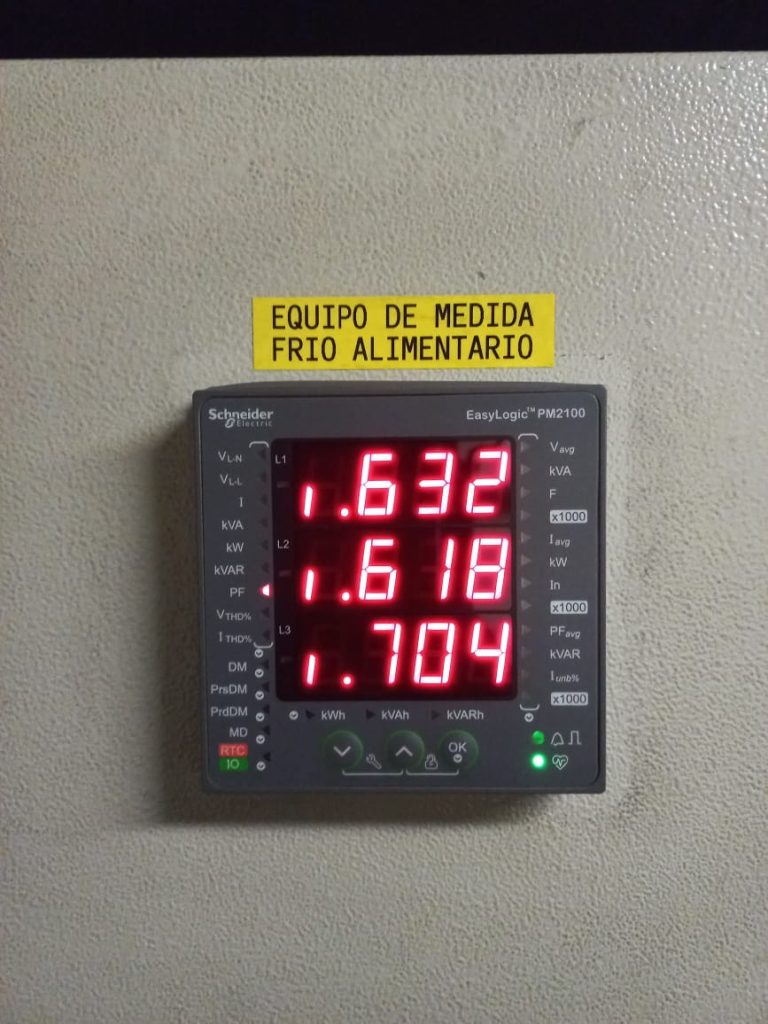 EQUIPO DE MEDIDA
FRIO ALIMENTARIO
Schneider
Electric
EasyLogic™ PM2100
VL-N
VL-L
I
kVA
kW
kVAR
PF
VTHD%
ITHD%
DM
PrsDM
PrdDM
MD
RTC
IO
L1
ı.632
L2
ı.618
L3
ı.704
Vavg
kVA
F
x1000
Iavg
kW
In
x1000
PFavg
kVAR
Iunb%
x1000
kWh kVAh kVARh
OK